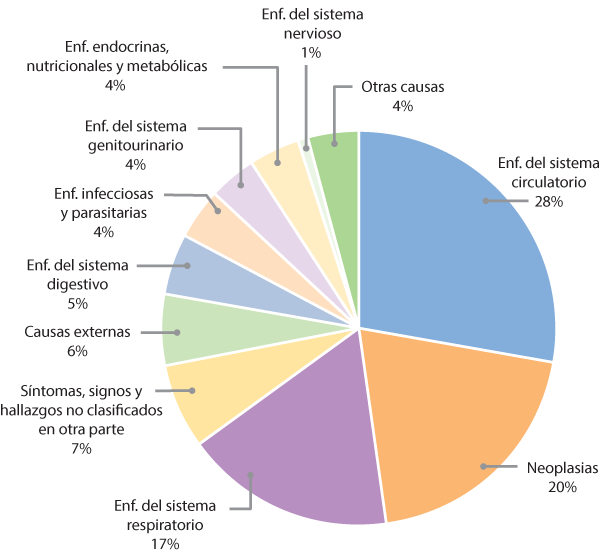 Enf. del sistema
nervioso
1%
Enf. endocrinas,
nutricionales y metabólicas
4%
Otras causas
4%
Enf. del sistema
genitourinario
4%
Enf. del sistema
circulatorio
28%
Enf. infecciosas
y parasitarias
4%
Enf. del sistema
digestivo
5%
Causas externas
6%
Síntomas, signos y
hallazgos no clasificados
en otra parte
7%
Neoplasias
20%
Enf. del sistema
respiratorio
17%